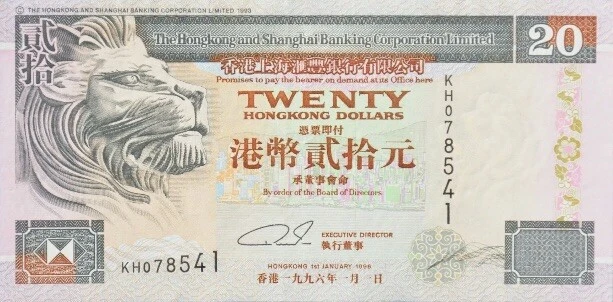 © THE HONGKONG AND SHANGHAI BANKING CORPORATION LIMITED 1993
貳拾
The Hongkong and Shanghai Banking Corporation Limited
20
香港上海滙豐銀行有限公司
Promises to pay the bearer on demand at its Office here
TWENTY
HONGKONG DOLLARS
憑票即付
港幣貳拾元
承董事會命
By order of the Board of Directors
KH078541
EXECUTIVE DIRECTOR
執行董事
KH078541
HONGKONG 1st JANUARY 1996
香港一九九六年一月一日